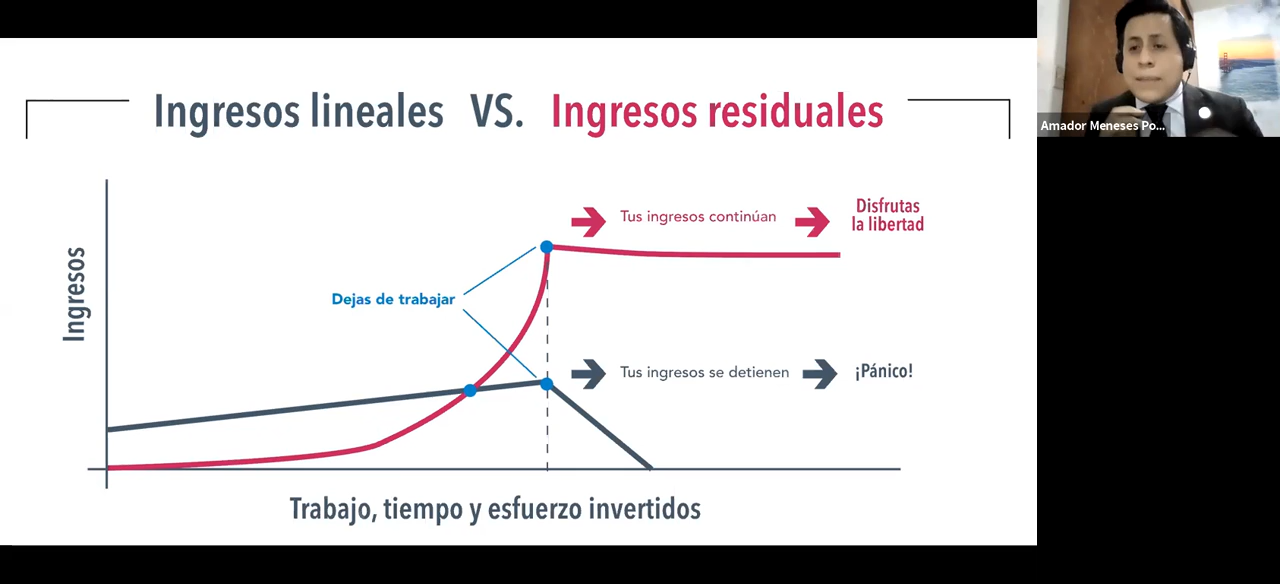 Ingresos lineales VS. Ingresos residuales
Amador Meneses Po...
Tus ingresos continúan
Disfrutas
la libertad
Ingresos
Dejas de trabajar
Tus ingresos se detienen
¡Pánico!
Trabajo, tiempo y esfuerzo invertidos